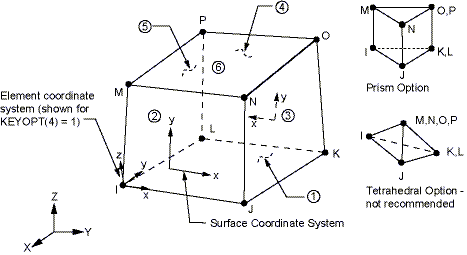 P
④
O
⑤
⑥
M
N
Element coordinate
system (shown for
KEYOPT(4) = 1)
②
y
x
③
y
L
z
y
x
K
I
x
①
J
Surface Coordinate System
Z
Y
X
M
O,P
N
I
K,L
J
Prism Option
M,N,O,P
I
K,L
J
Tetrahedral Option -
not recommended